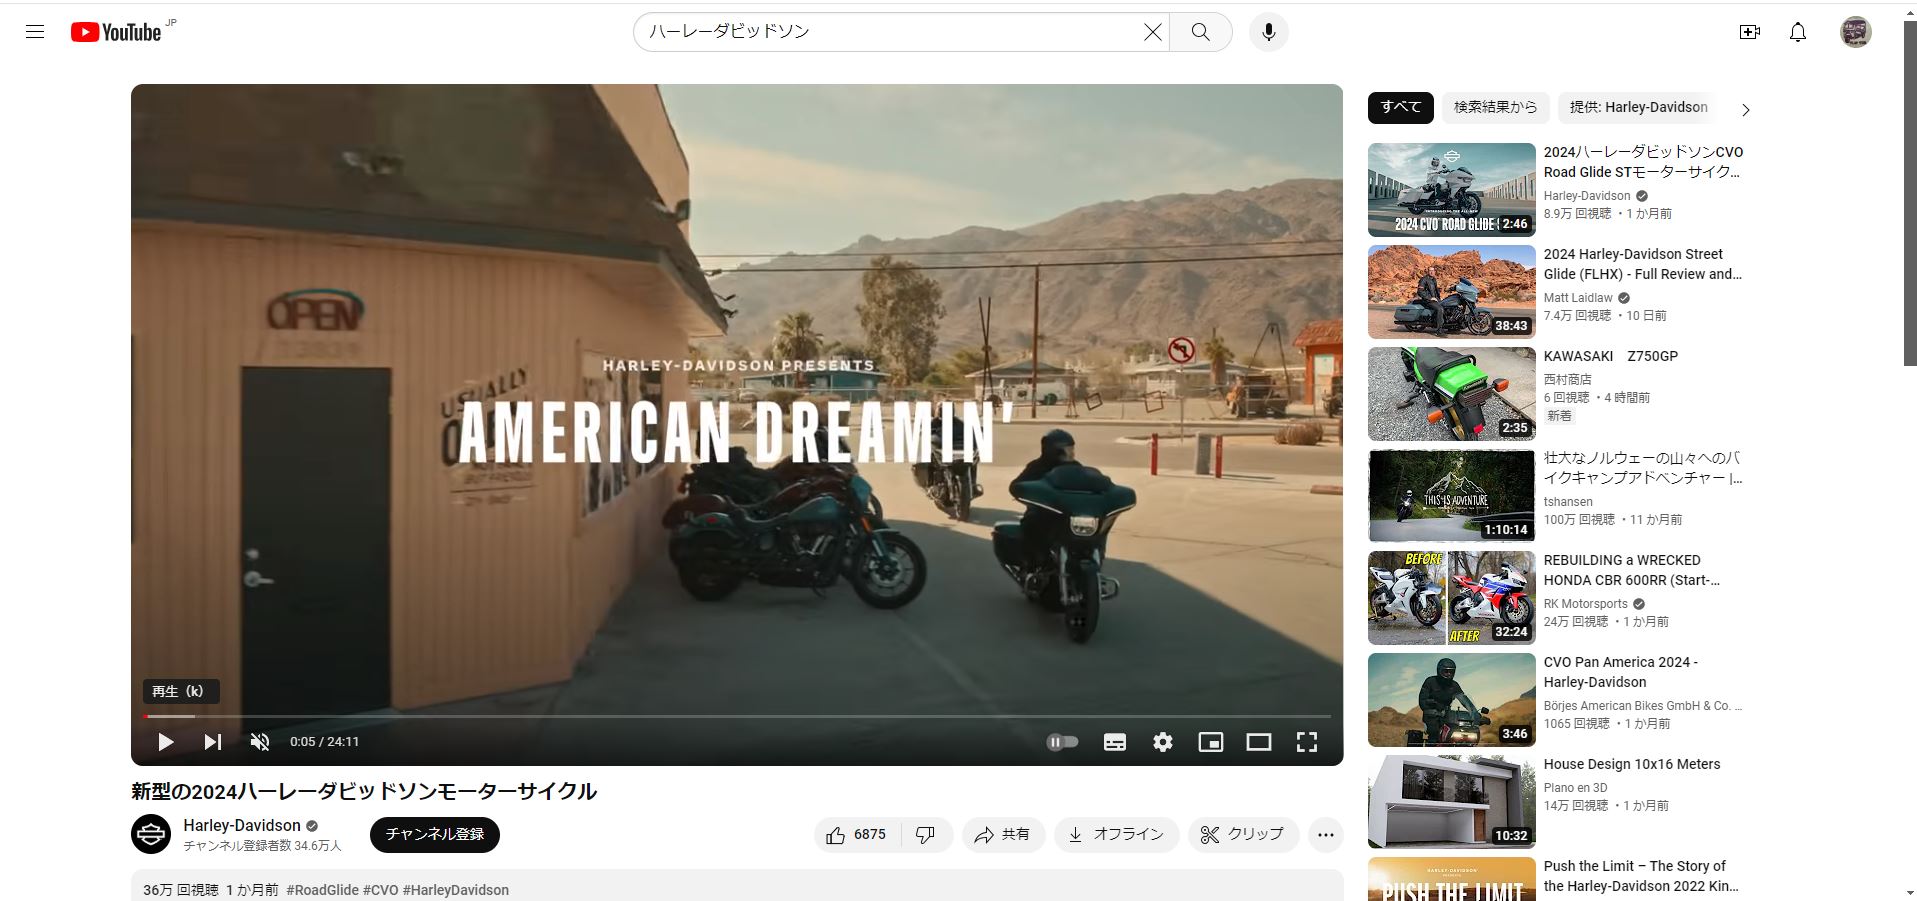 YouTube JP
ハーレーダビッドソン
OPEN
USUALLY
HARLEY-DAVIDSON PRESENTS
AMERICAN DREAMIN'
再生 (k)
0:05 / 24:11
新型の2024ハーレーダビッドソンモーターサイクル
Harley-Davidson
チャンネル登録者数 34.6万人
チャンネル登録
6875
共有
オフライン
クリップ
36万 回視聴 1 か月前 #RoadGlide #CVO #HarleyDavidson
すべて
検索結果から
提供: Harley-Davidson
2024 CVO ROAD GLIDE
2:46
2024ハーレーダビッドソンCVO
Road Glide STモーターサイク...
Harley-Davidson
8.9万 回視聴 ・1 か月前
38:43
2024 Harley-Davidson Street
Glide (FLHX) - Full Review and...
Matt Laidlaw
7.4万 回視聴 ・10 日前
2:35
KAWASAKI　Z750GP
西村商店
6 回視聴 ・4 時間前
新着
THIS IS ADVENTURE
1:10:14
壮大なノルウェーの山々へのバ
イクキャンプアドベンチャー |...
tshansen
100万 回視聴 ・11 か月前
BEFORE
AFTER
32:24
REBUILDING a WRECKED
HONDA CBR 600RR (Start-...
RK Motorsports
24万 回視聴 ・1 か月前
3:46
CVO Pan America 2024 -
Harley-Davidson
Börjes American Bikes GmbH & Co. ...
1065 回視聴 ・1 か月前
10:32
House Design 10x16 Meters
Plano en 3D
14万 回視聴 ・1 か月前
HARLEY-DAVIDSON
PUSH THE LIMIT
Push the Limit – The Story of
the Harley-Davidson 2022 Kin...